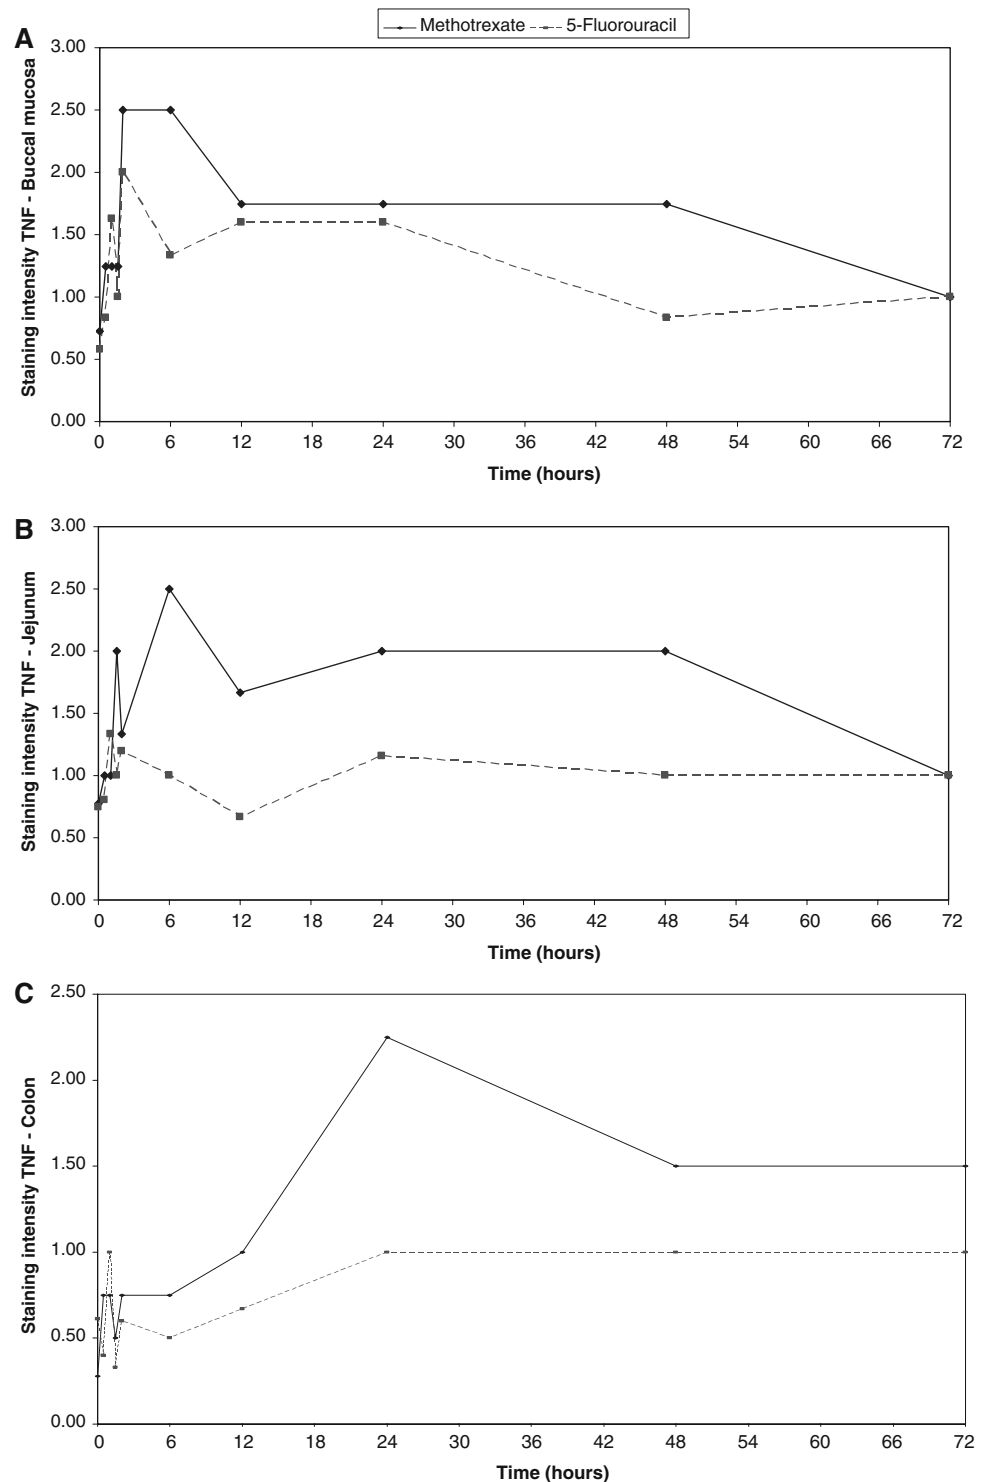 Methotrexate 5-Fluorouracil
A
Staining intensity TNF - Buccal mucosa
3.00
2.50
2.00
1.50
1.00
0.50
0.00
0 6 12 18 24 30 36 42 48 54 60 66 72
Time (hours)
B
Staining intensity TNF - Jejunum
3.00
2.50
2.00
1.50
1.00
0.50
0.00
0 6 12 18 24 30 36 42 48 54 60 66 72
Time (hours)
C
Staining intensity TNF - Colon
2.50
2.00
1.50
1.00
0.50
0.00
0 6 12 18 24 30 36 42 48 54 60 66 72
Time (hours)